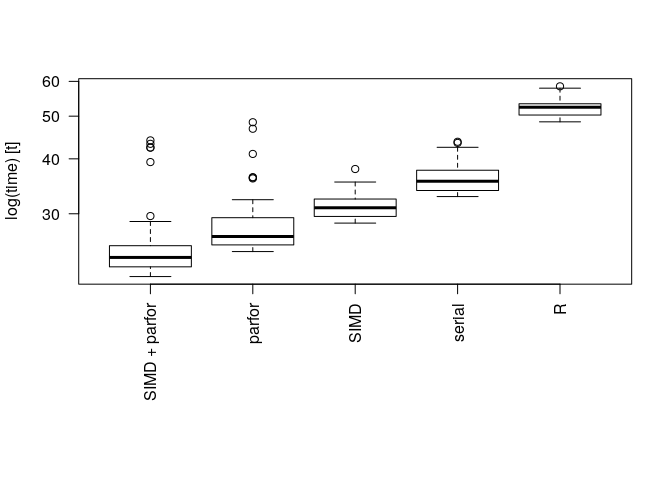 60
50
40
30
log(time) [t]
SIMD + parfor
parfor
SIMD
serial
R